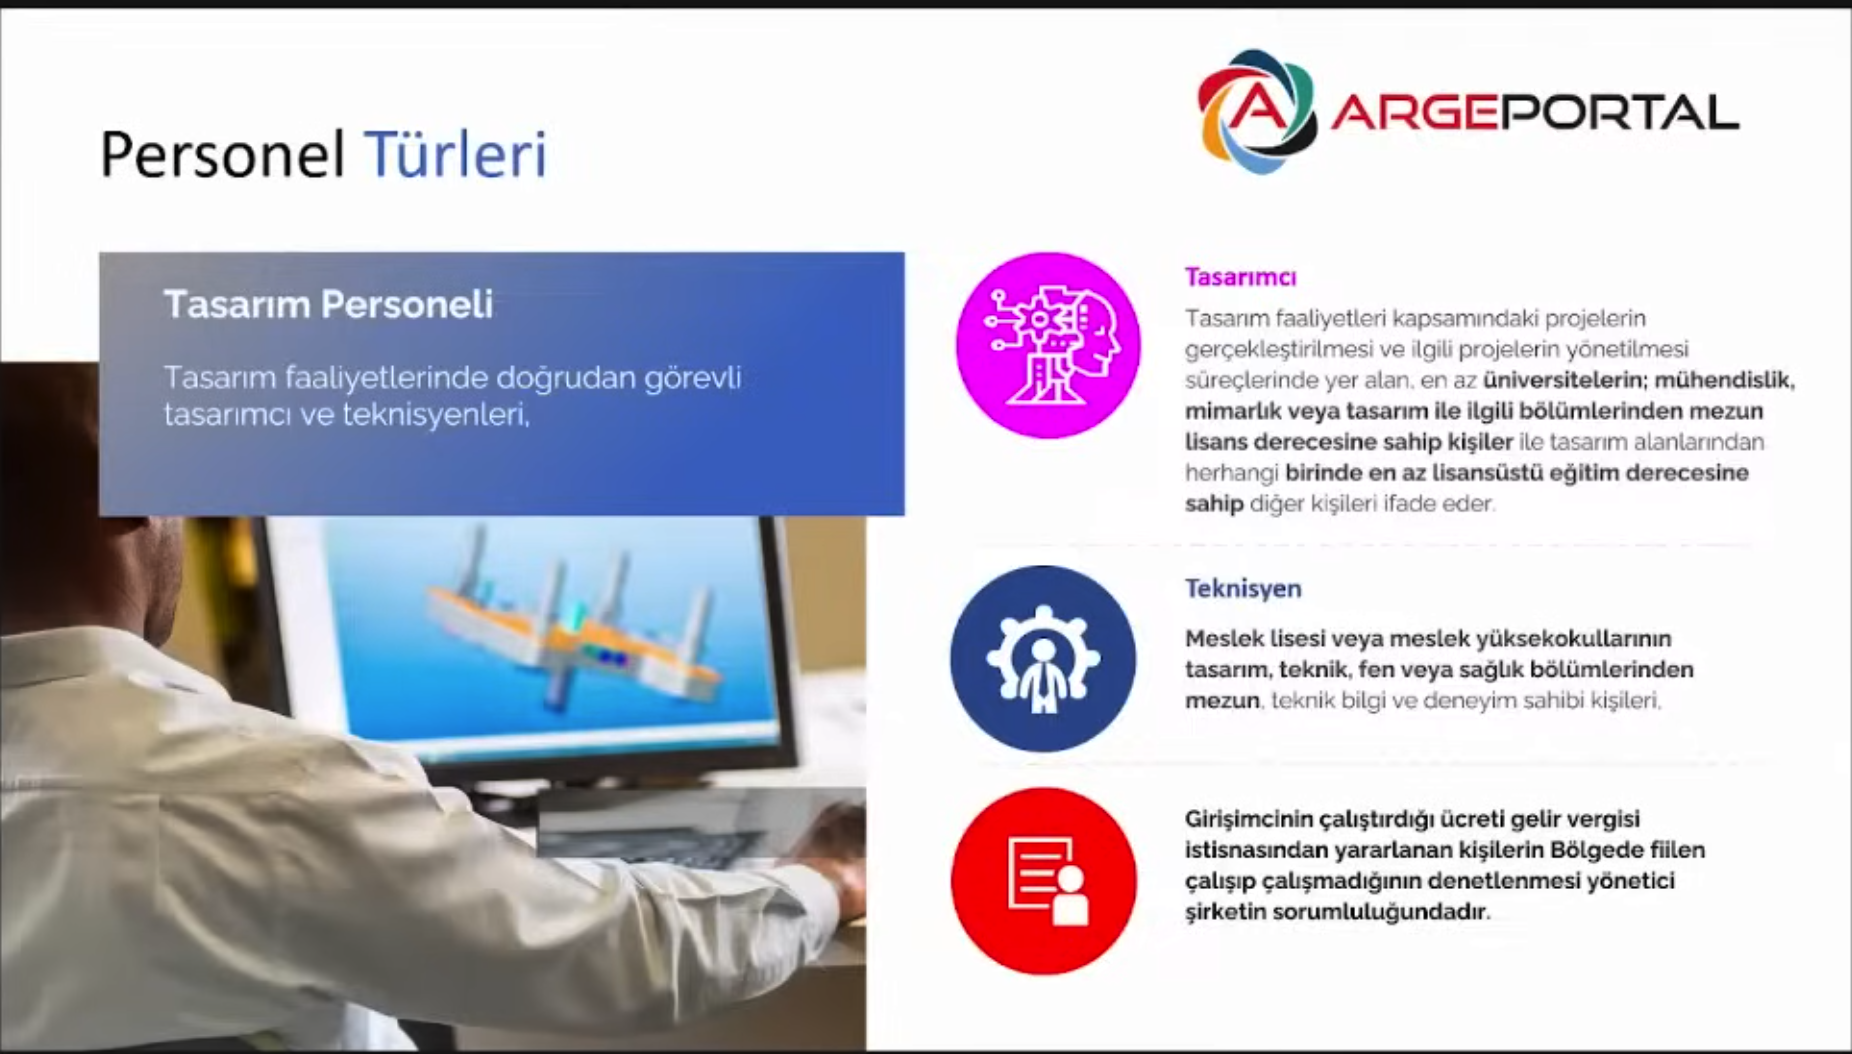 ARGEPORTAL
Personel Türleri
Tasarım Personeli
Tasarım faaliyetlerinde doğrudan görevli
tasarımcı ve teknisyenleri,
Tasarımcı
Tasarım faaliyetleri kapsamındaki projelerin
gerçekleştirilmesi ve ilgili projelerin yönetilmesi
süreçlerinde yer alan, en az üniversitelerin; mühendislik,
mimarlık veya tasarım ile ilgili bölümlerinden mezun
lisans derecesine sahip kişiler ile tasarım alanlarından
herhangi birinde en az lisansüstü eğitim derecesine
sahip diğer kişileri ifade eder.
Teknisyen
Meslek lisesi veya meslek yüksekokullarının
tasarım, teknik, fen veya sağlık bölümlerinden
mezun, teknik bilgi ve deneyim sahibi kişileri,
Girişimcinin çalıştırdığı ücreti gelir vergisi
istisnasından yararlanan kişilerin Bölgede fiilen
çalışıp çalışmadığının denetlenmesi yönetici
şirketin sorumluluğundadır.